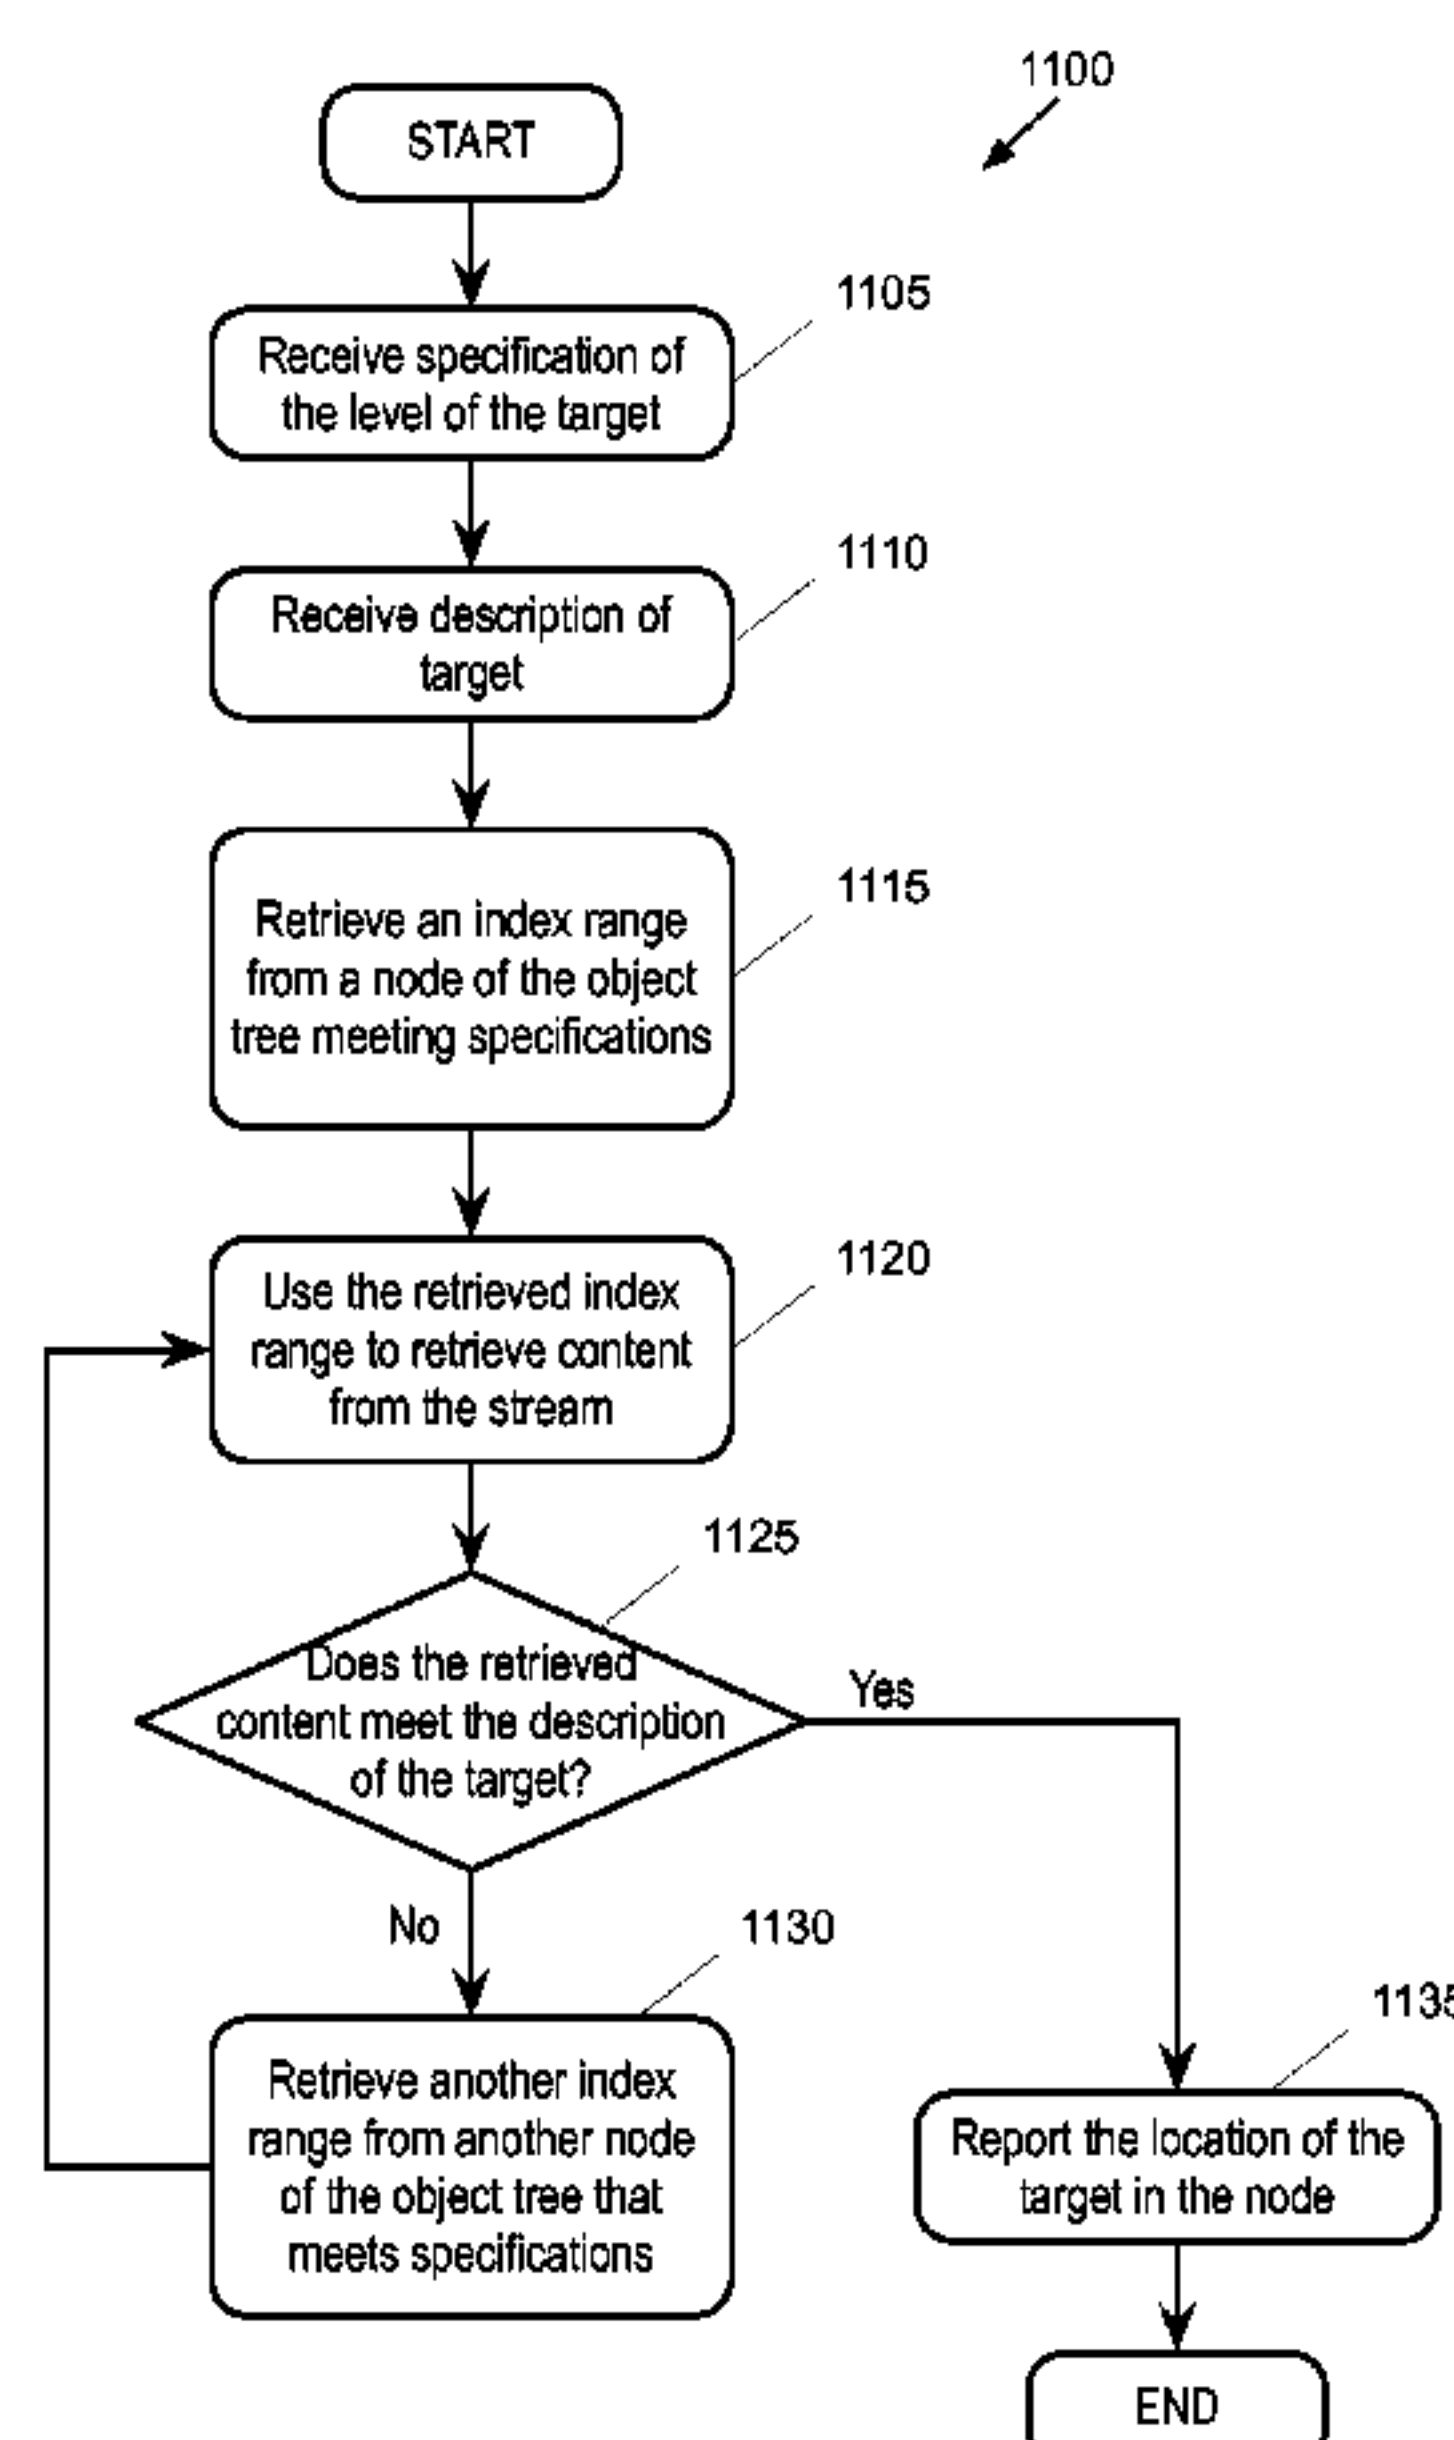 1100
START
1105
Receive specification of
the level of the target
1110
Receive description of
target
1115
Retrieve an index range
from a node of the object
tree meeting specifications
1120
Use the retrieved index
range to retrieve content
from the stream
1125
Does the retrieved
content meet the description
of the target?
Yes
No
1130
Retrieve another index
range from another node
of the object tree that
meets specifications
1135
Report the location of the
target in the node
END